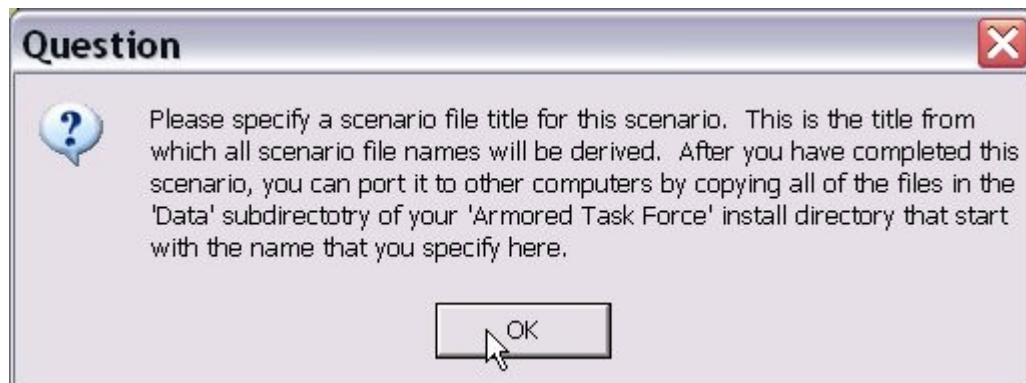 Question
Please specify a scenario file title for this scenario.  This is the title from
which all scenario file names will be derived.  After you have completed this
scenario, you can port it to other computers by copying all of the files in the
'Data' subdirectotry of your 'Armored Task Force' install directory that start
with the name that you specify here.
OK